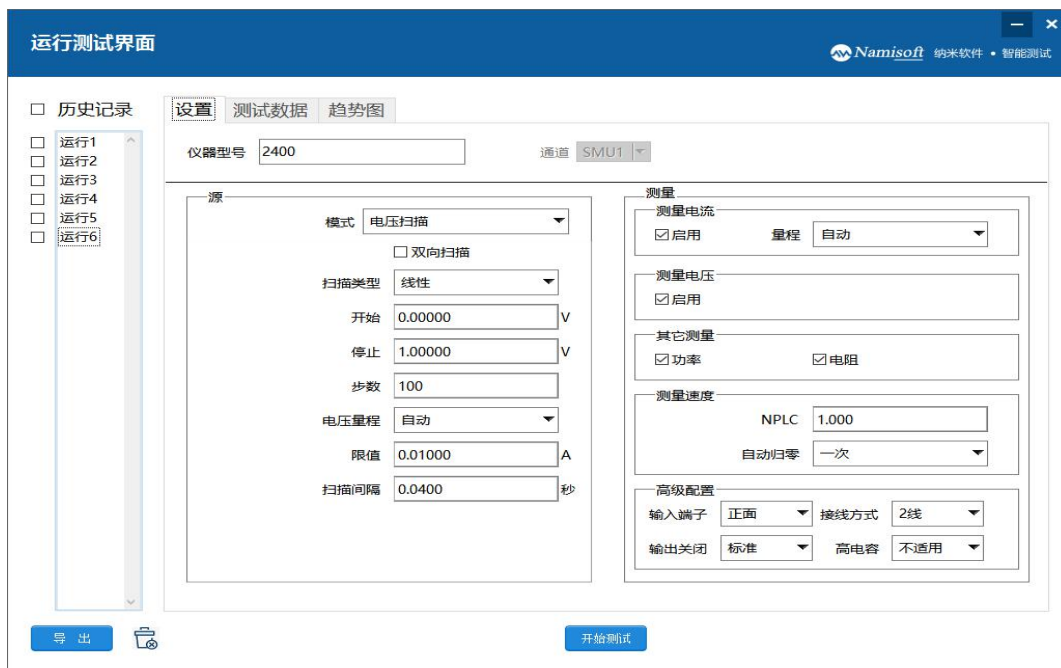 运行测试界面
Namisoft 纳米软件 • 智能测试
历史记录
设置 测试数据 趋势图
运行1
运行2
运行3
运行4
运行5
运行6
仪器型号 2400 通道 SMU1
源
模式 电压扫描
双向扫描
扫描类型 线性
开始 0.00000 V
停止 1.00000 V
步数 100
电压量程 自动
限值 0.01000 A
扫描间隔 0.0400 秒
测量
测量电流
启用 量程 自动
测量电压
启用
其它测量
功率 电阻
测量速度
NPLC 1.000
自动归零 一次
高级配置
输入端子 正面 接线方式 2线
输出关闭 标准 高电容 不适用
导 出
开始测试